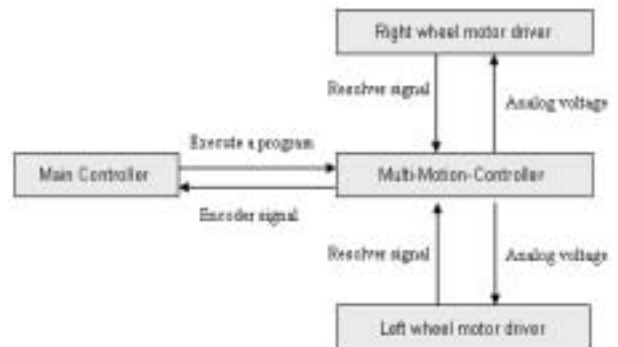 Right wheel motor driver
Resolver signal
Analog voltage
Execute a program
Main Controller
Multi-Motion-Controller
Encoder signal
Resolver signal
Analog voltage
Left wheel motor driver